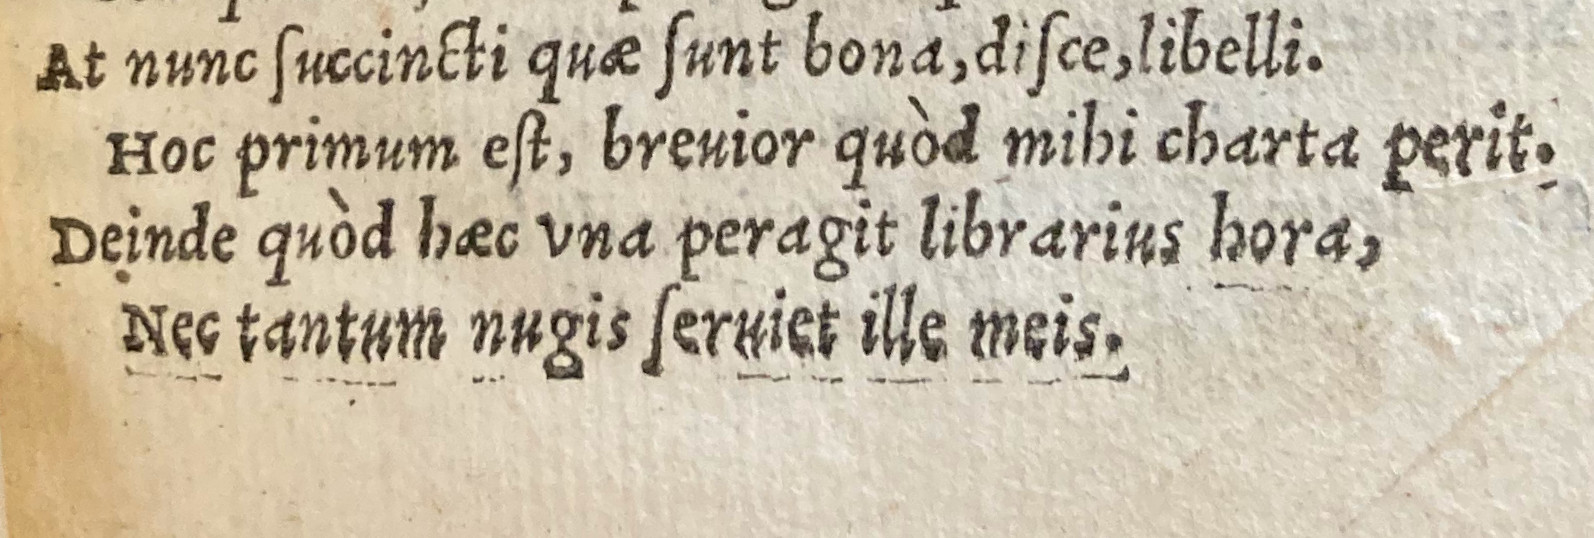 At nunc ſuccincti quæ ſunt bona, diſce, libelli.
Hoc primum eſt, breuior quòd mihi charta perit.
Deinde quòd hæc vna peragit librarius hora,
Nec tantum nugis ſeruiet ille meis.